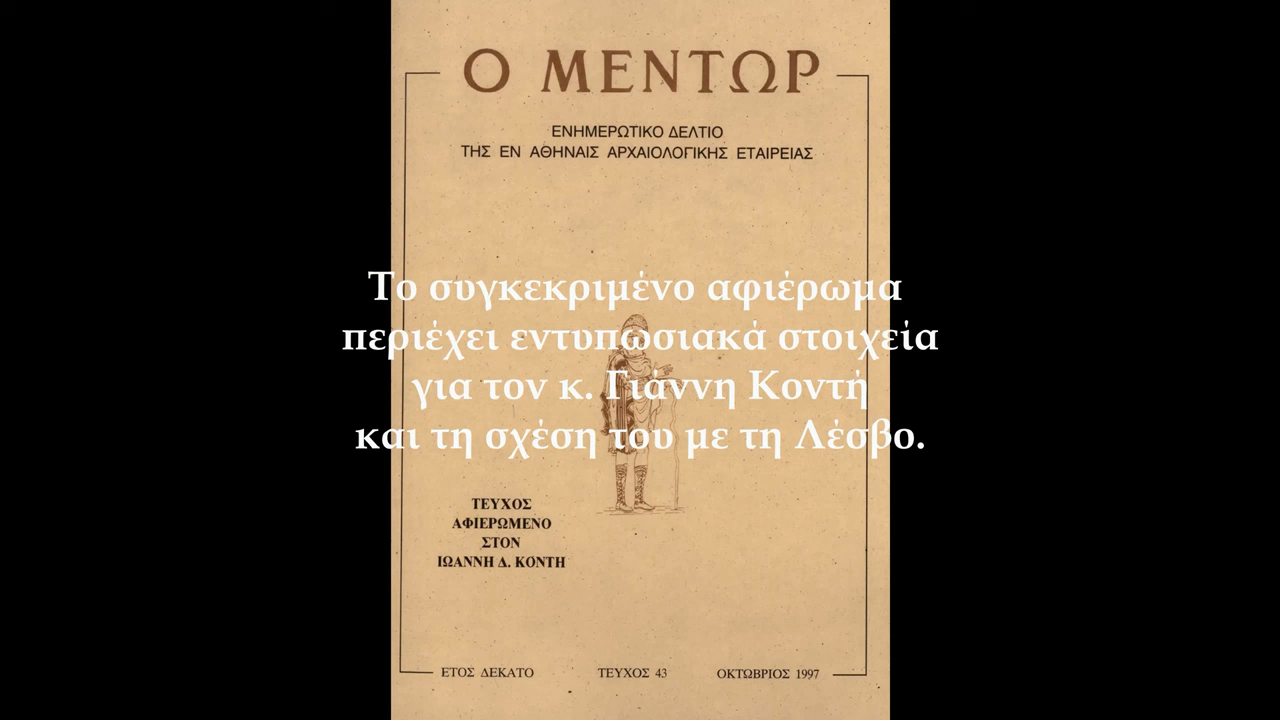 Ο ΜΕΝΤΩΡ
ΕΝΗΜΕΡΩΤΙΚΟ ΔΕΛΤΙΟ
ΤΗΣ ΕΝ ΑΘΗΝΑΙΣ ΑΡΧΑΙΟΛΟΓΙΚΗΣ ΕΤΑΙΡΕΙΑΣ
Το συγκεκριμένο αφιέρωμα
περιέχει εντυπωσιακά στοιχεία
για τον κ. Γιάννη Κοντή
και τη σχέση του με τη Λέσβο.
ΤΕΥΧΟΣ
ΑΦΙΕΡΩΜΕΝΟ
ΣΤΟΝ
ΙΩΑΝΝΗ Δ. ΚΟΝΤΗ
ΕΤΟΣ ΔΕΚΑΤΟ ΤΕΥΧΟΣ 43 ΟΚΤΩΒΡΙΟΣ 1997